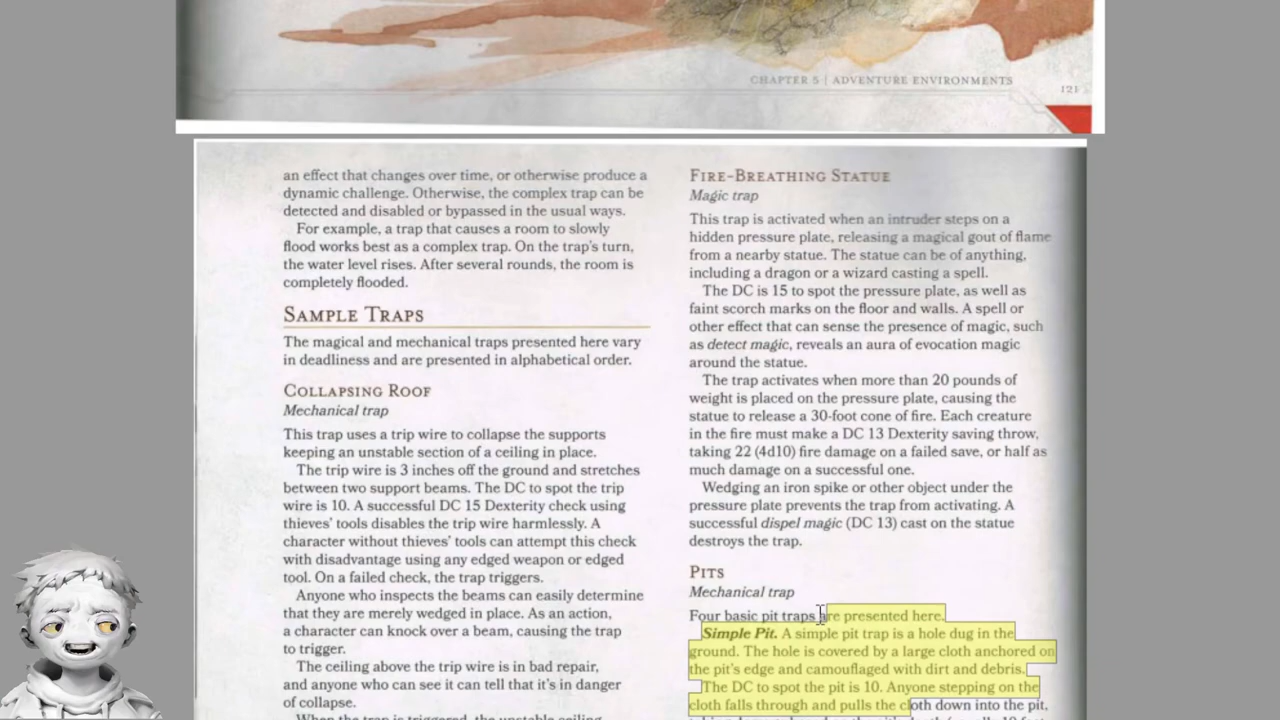 CHAPTER 5 | ADVENTURE ENVIRONMENTS
121
an effect that changes over time, or otherwise produce a
dynamic challenge. Otherwise, the complex trap can be
detected and disabled or bypassed in the usual ways.
For example, a trap that causes a room to slowly
flood works best as a complex trap. On the trap's turn,
the water level rises. After several rounds, the room is
completely flooded.
SAMPLE TRAPS
The magical and mechanical traps presented here vary
in deadliness and are presented in alphabetical order.
COLLAPSING ROOF
Mechanical trap
This trap uses a trip wire to collapse the supports
keeping an unstable section of a ceiling in place.
The trip wire is 3 inches off the ground and stretches
between two support beams. The DC to spot the trip
wire is 10. A successful DC 15 Dexterity check using
thieves' tools disables the trip wire harmlessly. A
character without thieves' tools can attempt this check
with disadvantage using any edged weapon or edged
tool. On a failed check, the trap triggers.
Anyone who inspects the beams can easily determine
that they are merely wedged in place. As an action,
a character can knock over a beam, causing the trap
to trigger.
The ceiling above the trip wire is in bad repair,
and anyone who can see it can tell that it's in danger
of collapse.
When the trap is triggered, the unstable ceiling
FIRE-BREATHING STATUE
Magic trap
This trap is activated when an intruder steps on a
hidden pressure plate, releasing a magical gout of flame
from a nearby statue. The statue can be of anything,
including a dragon or a wizard casting a spell.
The DC is 15 to spot the pressure plate, as well as
faint scorch marks on the floor and walls. A spell or
other effect that can sense the presence of magic, such
as detect magic, reveals an aura of evocation magic
around the statue.
The trap activates when more than 20 pounds of
weight is placed on the pressure plate, causing the
statue to release a 30-foot cone of fire. Each creature
in the fire must make a DC 13 Dexterity saving throw,
taking 22 (4d10) fire damage on a failed save, or half as
much damage on a successful one.
Wedging an iron spike or other object under the
pressure plate prevents the trap from activating. A
successful dispel magic (DC 13) cast on the statue
destroys the trap.
PITS
Mechanical trap
Four basic pit traps are presented here.
Simple Pit. A simple pit trap is a hole dug in the
ground. The hole is covered by a large cloth anchored on
the pit's edge and camouflaged with dirt and debris.
The DC to spot the pit is 10. Anyone stepping on the
cloth falls through and pulls the cloth down into the pit,